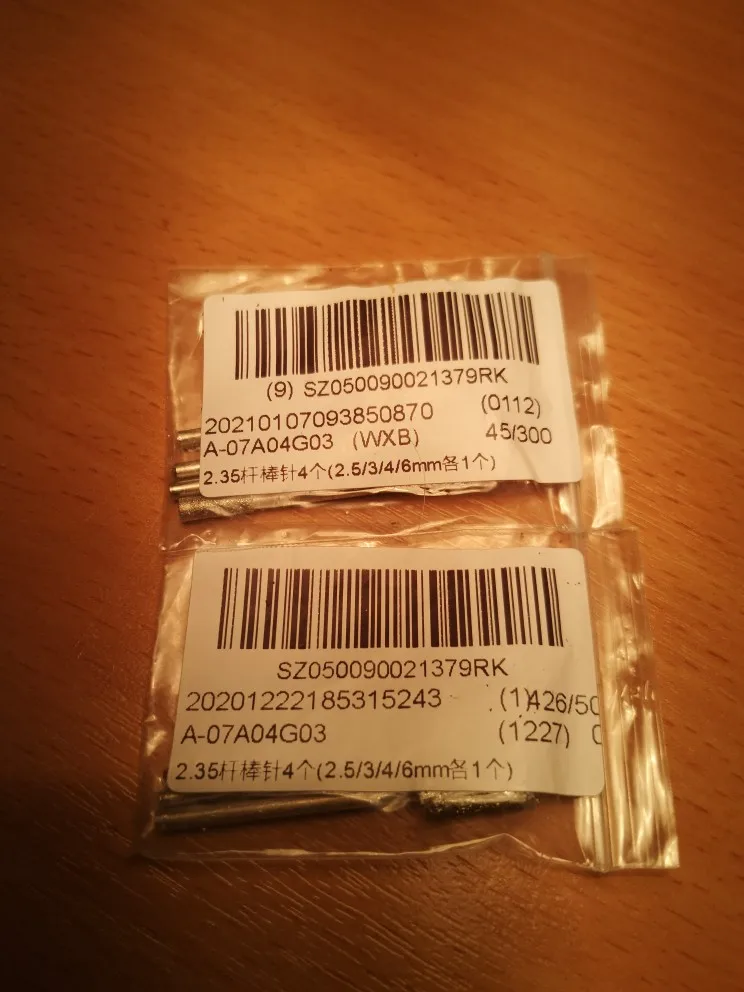 (9) SZ050090021379RK
20210107093850870 (0112)
A-07A04G03 (WXB) 45/300
2.35杆棒针4个(2.5/3/4/6mm各1个)
SZ050090021379RK
20201222185315243 (1)426/50
A-07A04G03 (1227)
2.35杆棒针4个(2.5/3/4/6mm各1个)